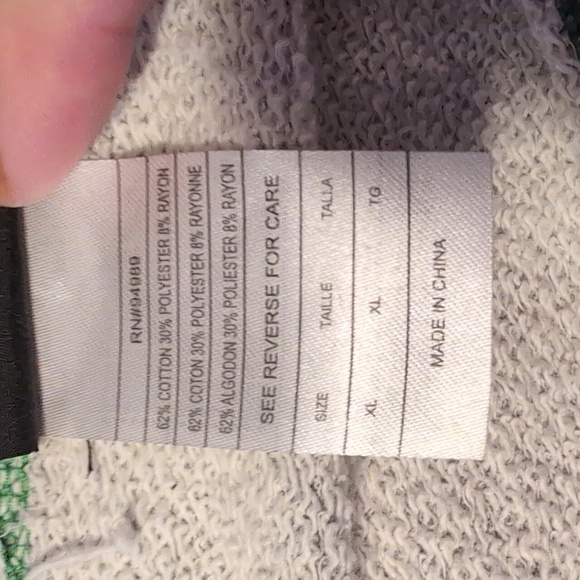 RN#94989
62% COTTON 30% POLYESTER 8% RAYON
62% COTON 30% POLYESTER 8% RAYONNE
62% ALGODON 30% POLIESTER 8% RAYON
SEE REVERSE FOR CARE
SIZE TAILLE TALLA
XL XL TG
MADE IN CHINA